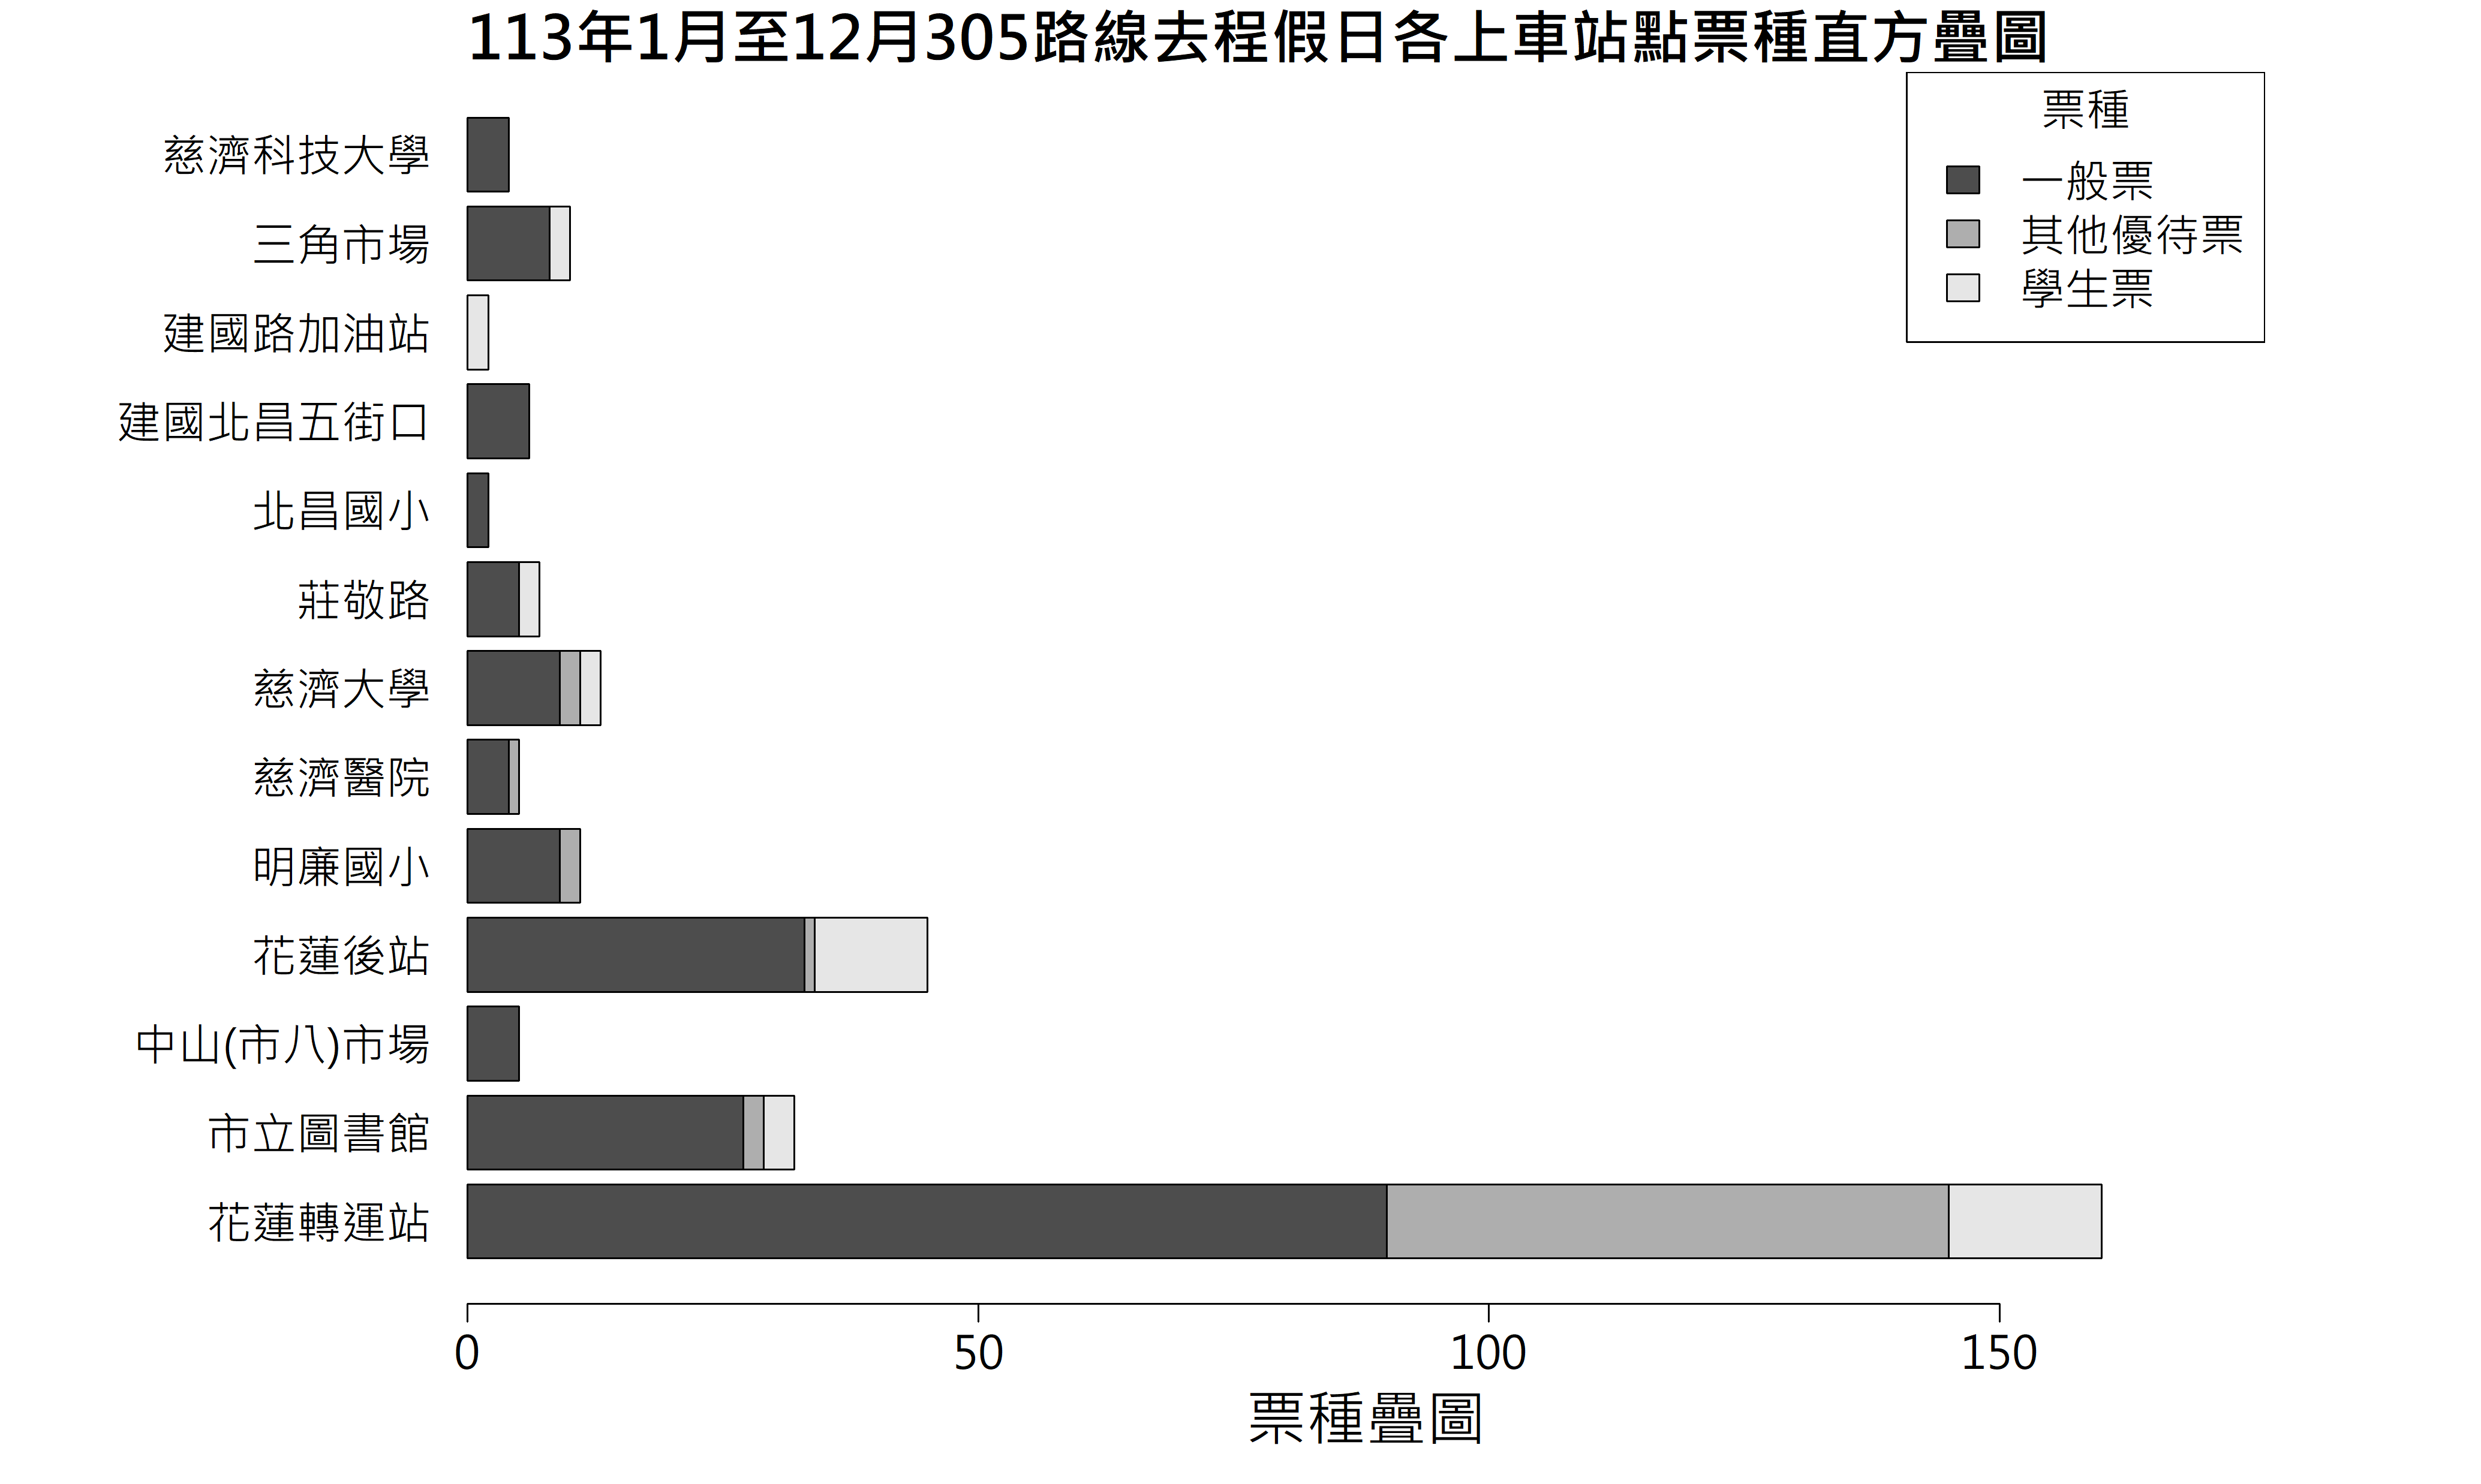 113年1月至12月305路線去程假日各上車站點票種直方疊圖
票種
一般票
其他優待票
學生票
慈濟科技大學
三角市場
建國路加油站
建國北昌五街口
北昌國小
莊敬路
慈濟大學
慈濟醫院
明廉國小
花蓮後站
中山(市八)市場
市立圖書館
花蓮轉運站
0 50 100 150
票種疊圖